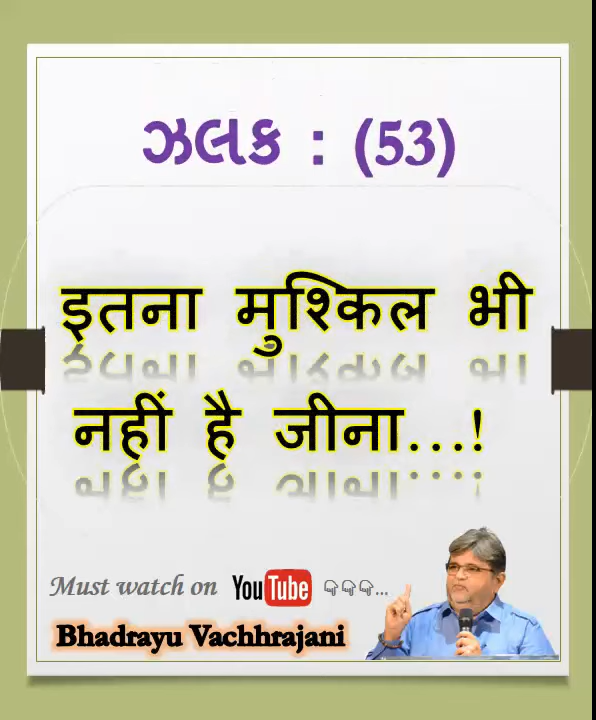 ઝલક : (53)
इतना मुश्किल भी
नहीं है जीना...!
Must watch on YouTube 👇👇👇...
Bhadrayu Vachhrajani